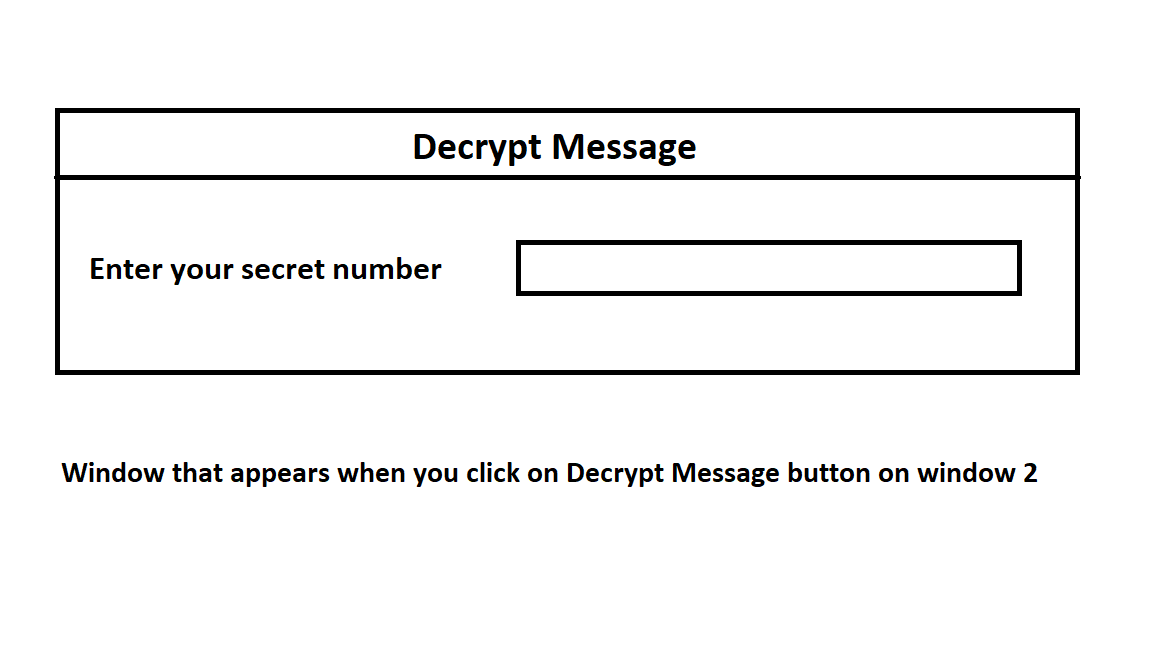 Decrypt Message
Enter your secret number
Window that appears when you click on Decrypt Message button on window 2